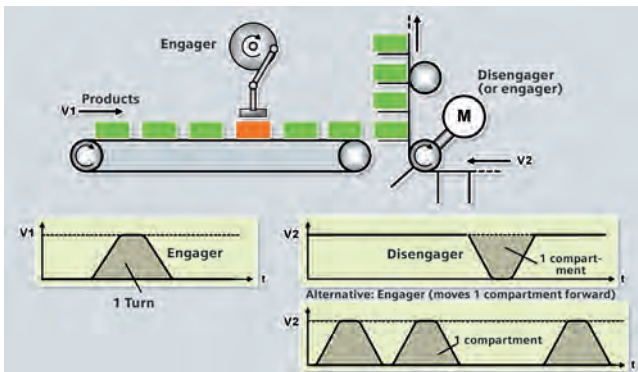 Engager
Products
V1
Disengager
(or engager)
M
V2
V1
Engager
1 Turn
t
V2
Disengager
1 compart-
ment
t
Alternative: Engager (moves 1 compartment forward)
V2
1 compartment
t